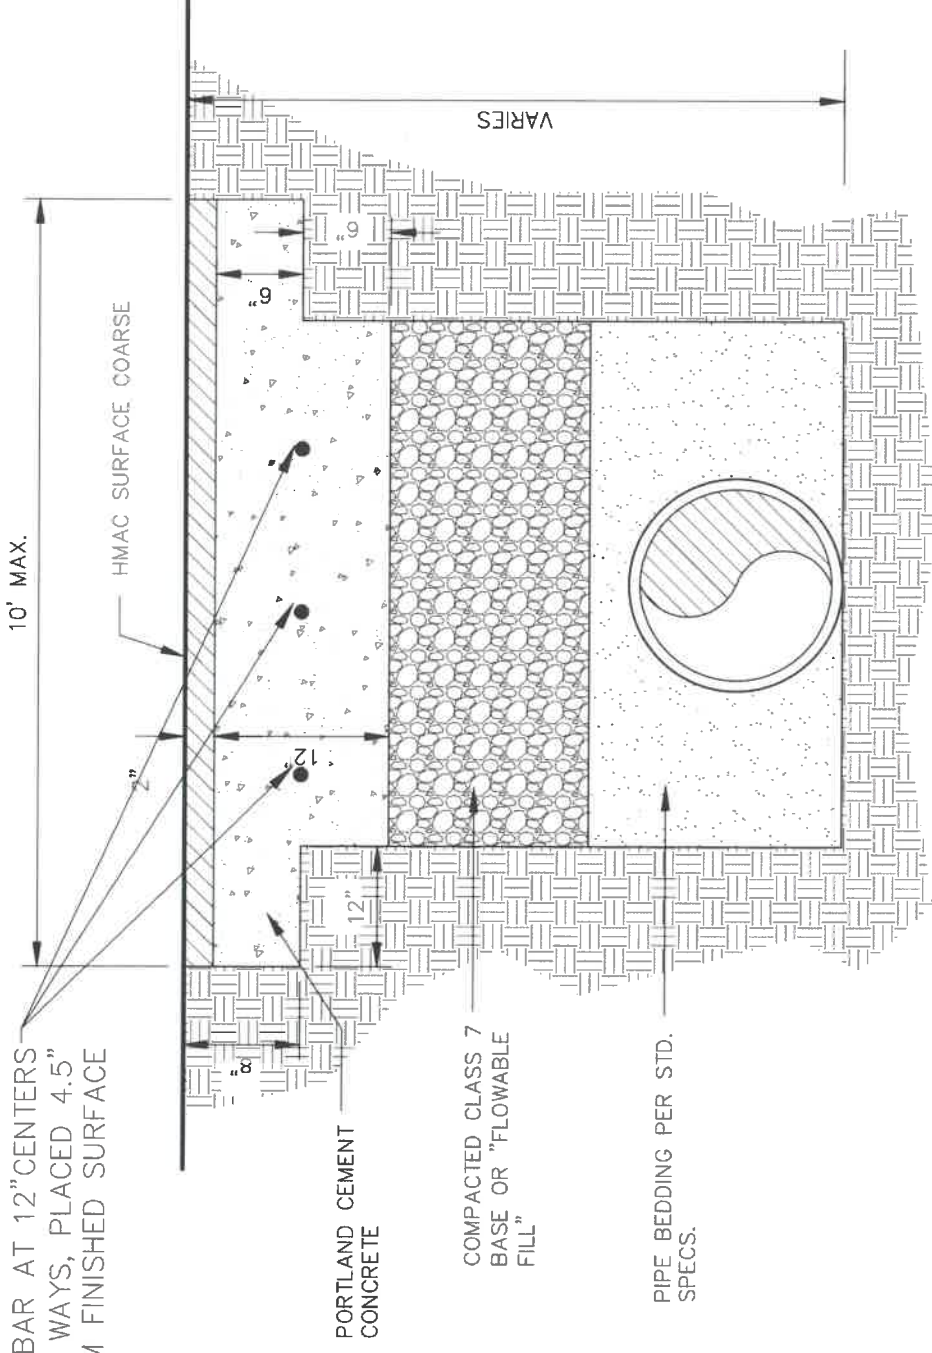 BAR AT 12"CENTERS
WAYS, PLACED 4.5"
M FINISHED SURFACE
10' MAX.
HMAC SURFACE COARSE
2"
6"
6"
12"
12"
8"
VARIES
PORTLAND CEMENT
CONCRETE
COMPACTED CLASS 7
BASE OR "FLOWABLE
FILL"
PIPE BEDDING PER STD.
SPECS.